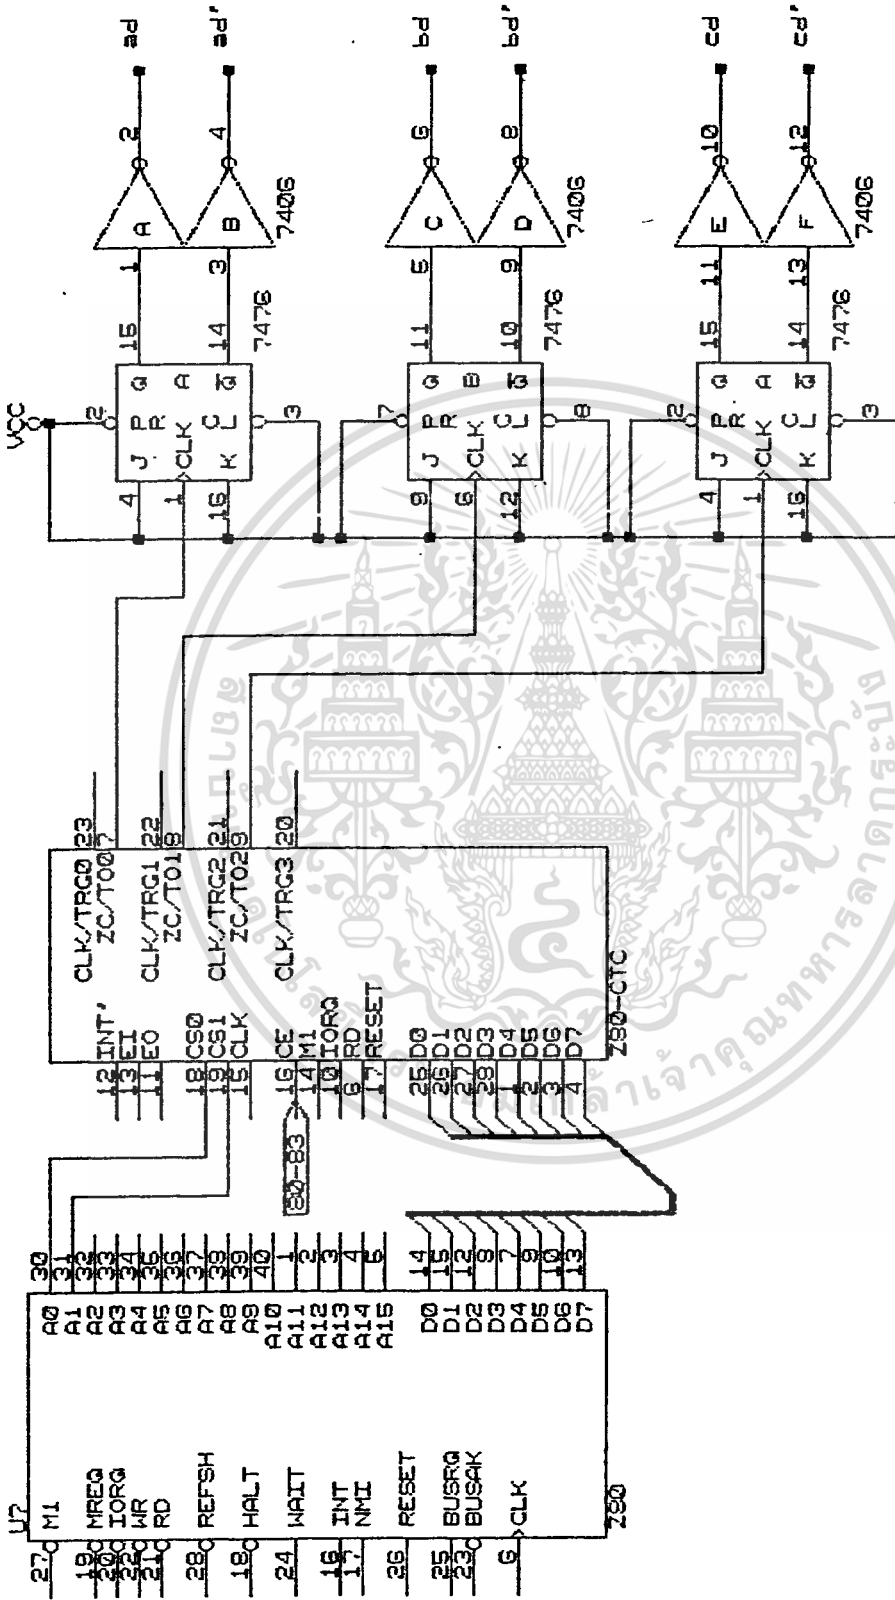 U?
27 M1
19 MREQ
20 IORQ
22 WR
21 RD
28 REFSH
18 HALT
24 WAIT
16 INT
17 NMI
26 RESET
25 BUSRQ
23 BUSAK
6 CLK
A0 30
A1 31
A2 32
A3 33
A4 34
A5 35
A6 36
A7 37
A8 38
A9 39
A10 40
A11 1
A12 2
A13 3
A14 4
A15 5
D0 14
D1 15
D2 12
D3 8
D4 7
D5 9
D6 10
D7 13
Z80
80-83
12 INT'
13 EI
11 EO
18 CS0
19 CS1
15 CLK
16 CE
14 M1
10 IORQ
6 RD
17 RESET
25 D0
26 D1
27 D2
28 D3
1 D4
2 D5
3 D6
4 D7
CLK/TRG0 23
ZC/TO0 7
CLK/TRG1 22
ZC/TO1 8
CLK/TRG2 21
ZC/TO2 9
CLK/TRG3 20
Z80-CTC
VCC
2
4 J PR Q 15
1 CLK A
16 K CL Q 14
3
7476
1 A 2 ad
3 B 4 ad'
7406
7
9 J PR Q 11
6 CLK B
12 K CL Q 10
8
7476
5 C 6 bd
9 D 8 bd'
7406
2
4 J PR Q 15
1 CLK A
16 K CL Q 14
3
7476
11 E 10 cd
13 F 12 cd'
7406